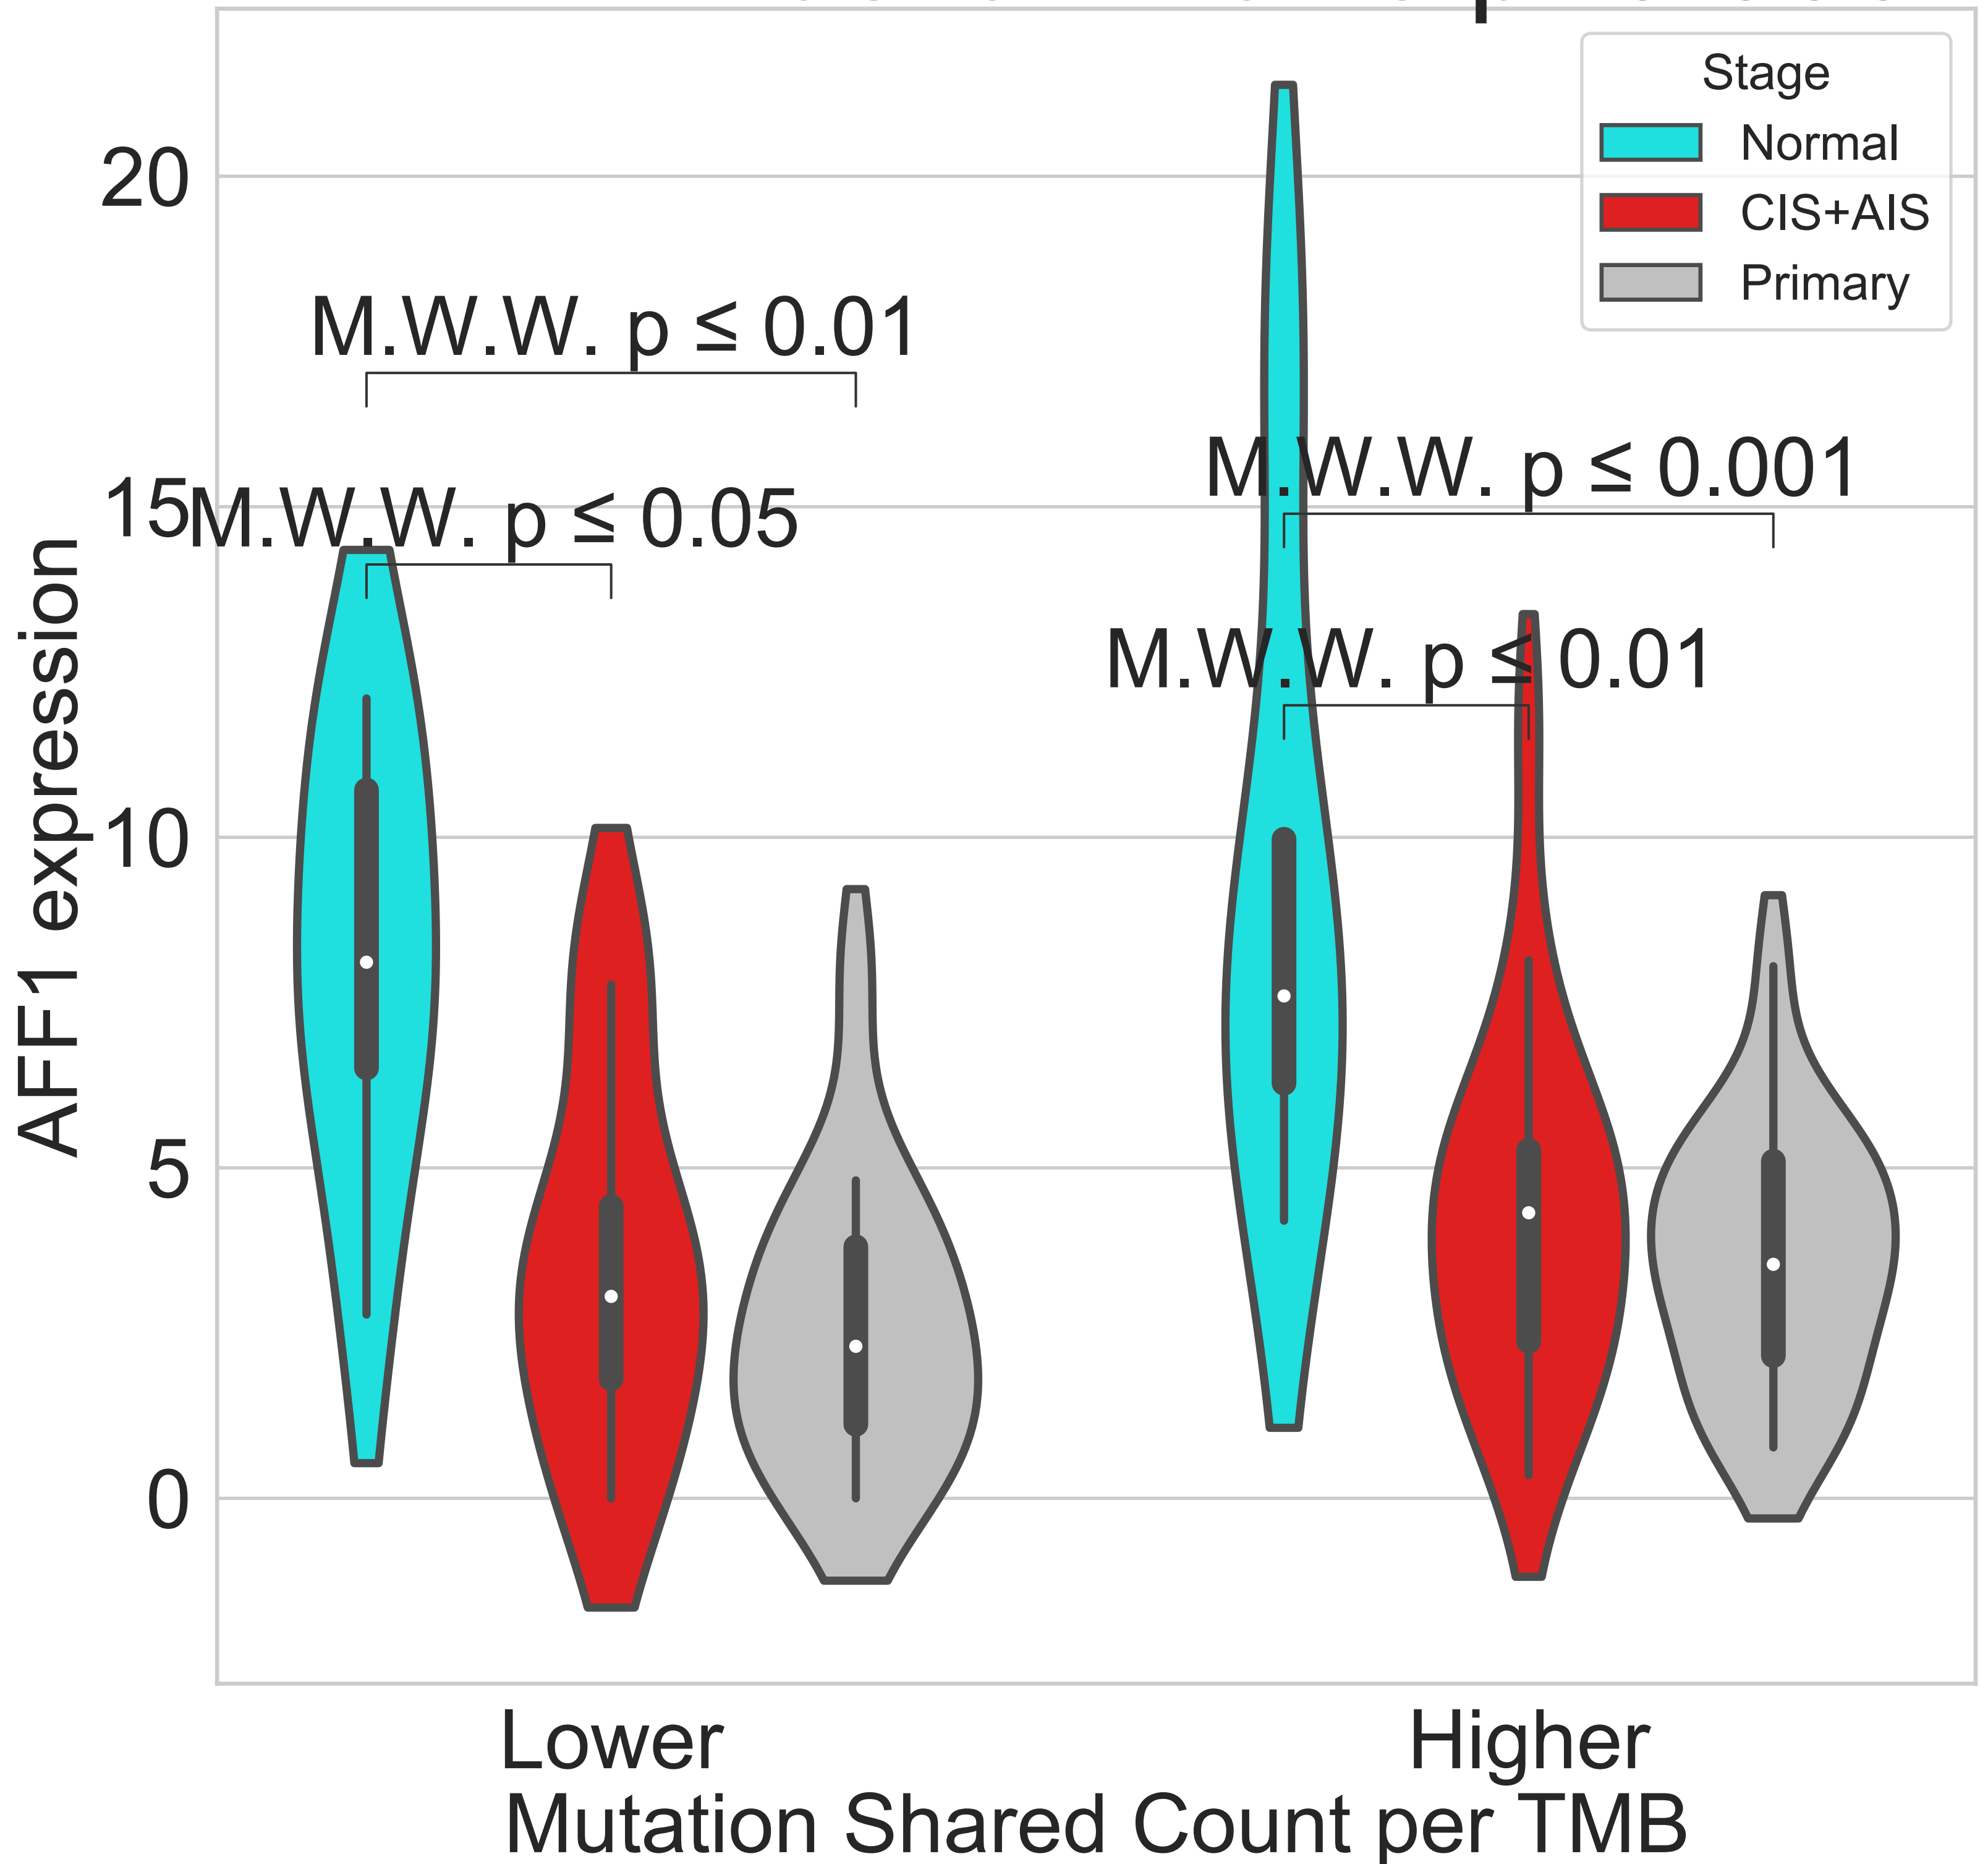 Stage
Normal
CIS+AIS
Primary
20
15
10
5
0
AFF1 expression
M.W.W. p ≤ 0.01
M.W.W. p ≤ 0.05
M.W.W. p ≤ 0.001
M.W.W. p ≤ 0.01
Lower
Higher
Mutation Shared Count per TMB